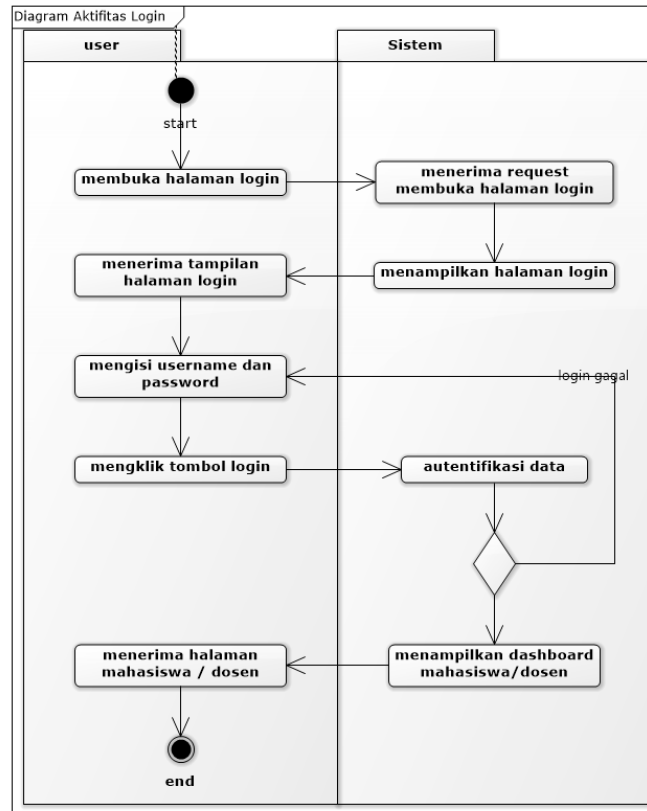 Diagram Aktifitas Login
user
Sistem
start
membuka halaman login
menerima request
membuka halaman login
menerima tampilan
halaman login
menampilkan halaman login
mengisi username dan
password
login gagal
mengklik tombol login
autentifikasi data
menerima halaman
mahasiswa / dosen
menampilkan dashboard
mahasiswa/dosen
end